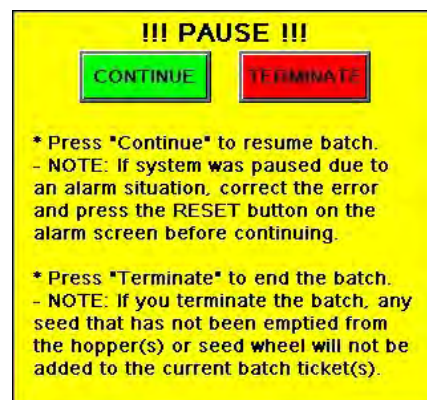 !!! PAUSE !!!
CONTINUE TERMINATE
* Press "Continue" to resume batch.
- NOTE: If system was paused due to
an alarm situation, correct the error
and press the RESET button on the
alarm screen before continuing.
* Press "Terminate" to end the batch.
- NOTE: If you terminate the batch, any
seed that has not been emptied from
the hopper(s) or seed wheel will not be
added to the current batch ticket(s).